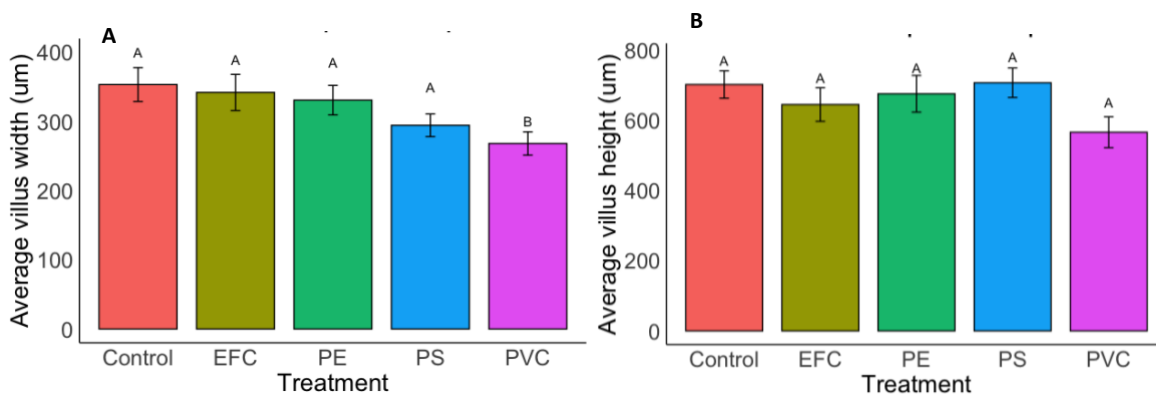 A
Average villus width (um)
400
300
200
100
0
A
A
A
A
B
Control EFC PE PS PVC
Treatment
B
Average villus height (um)
800
600
400
200
0
A
A
A
A
A
Control EFC PE PS PVC
Treatment